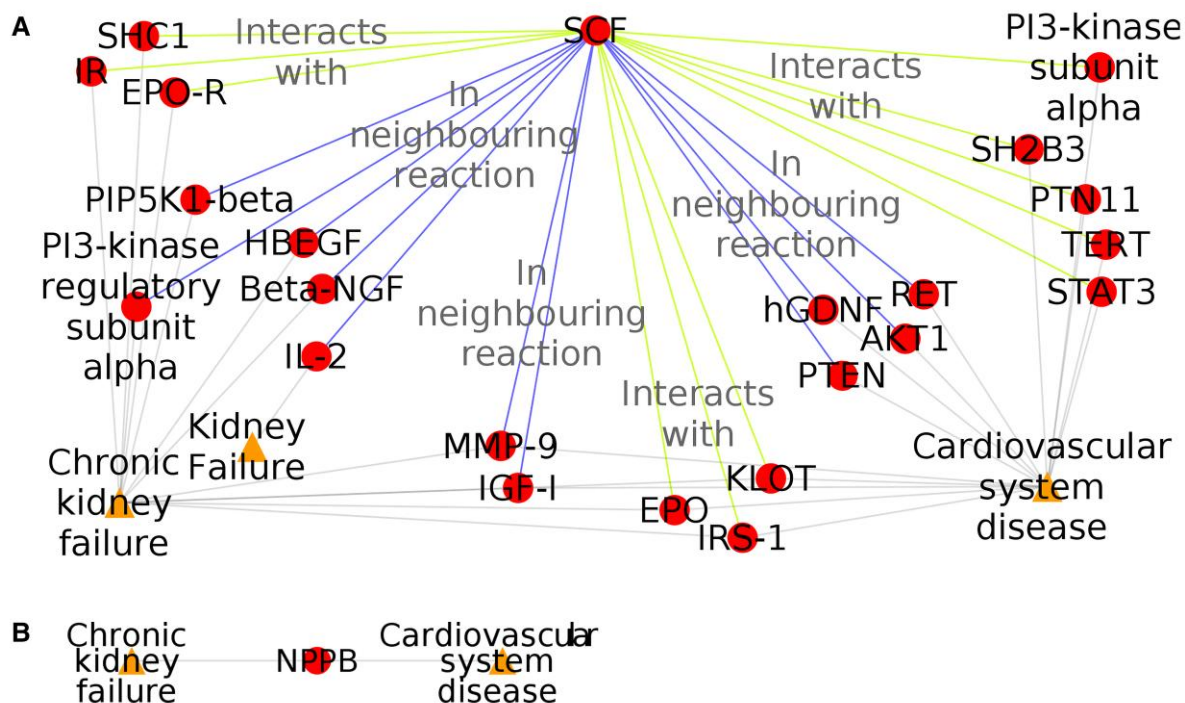 A
SHC1
Interacts
with
SCF
PI3-kinase
subunit
alpha
IR
EPO-R
Interacts
with
In
neighbouring
reaction
SH2B3
In
neighbouring
reaction
PIP5K1-beta
PTN11
PI3-kinase
regulatory
subunit
alpha
HBEGF
TERT
Beta-NGF
In
neighbouring
reaction
hGDNF
RET
STAT3
IL-2
AKT1
PTEN
Interacts
with
Kidney
Failure
Chronic
kidney
failure
MMP-9
IGF-I
KLOT
EPO
IRS-1
Cardiovascular
system
disease
B
Chronic
kidney
failure
NPPB
Cardiovascular
system
disease